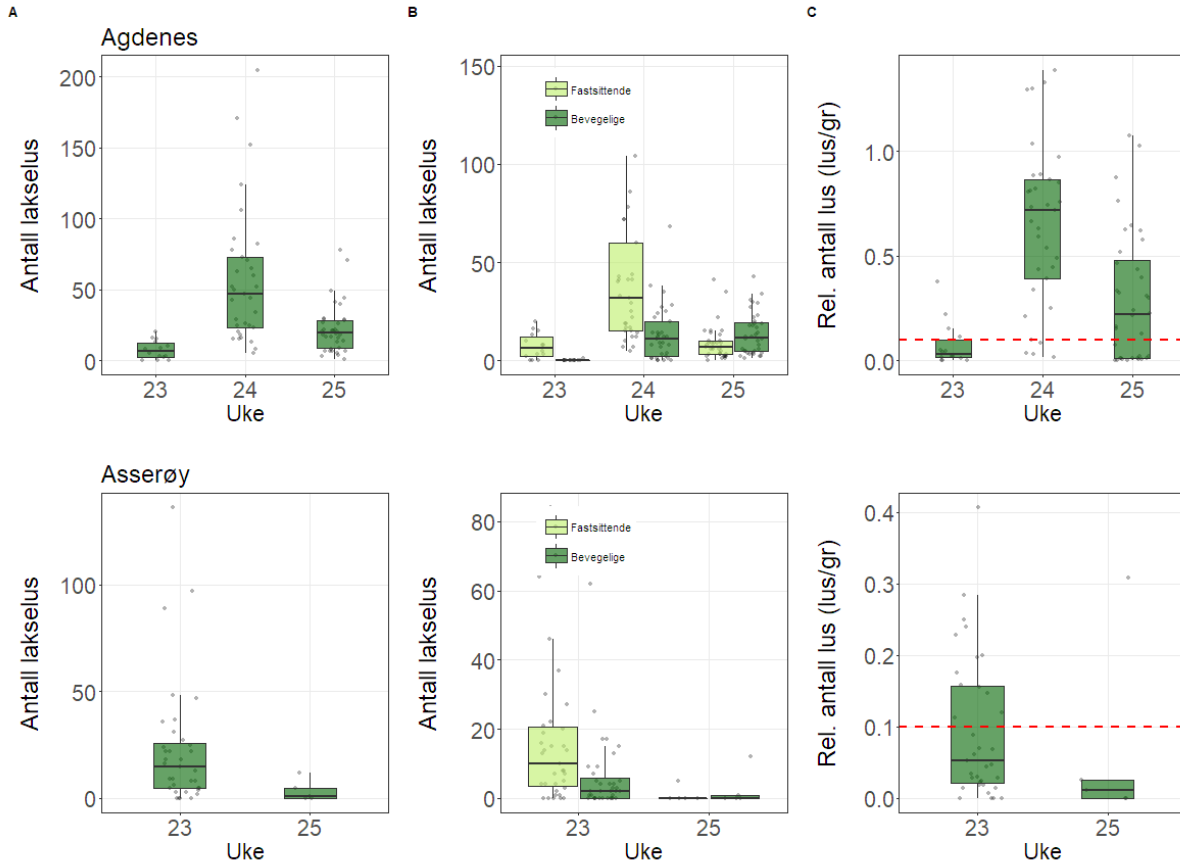 A
B
C
Agdenes
Antall lakselus
200
150
100
50
0
23
24
25
Uke
Antall lakselus
150
100
50
0
Fastsittende
Bevegelige
23
24
25
Uke
Rel. antall lus (lus/gr)
1.0
0.5
0.0
23
24
25
Uke
Asserøy
Antall lakselus
100
50
0
23
25
Uke
Antall lakselus
80
60
40
20
0
Fastsittende
Bevegelige
23
25
Uke
Rel. antall lus (lus/gr)
0.4
0.3
0.2
0.1
0.0
23
25
Uke